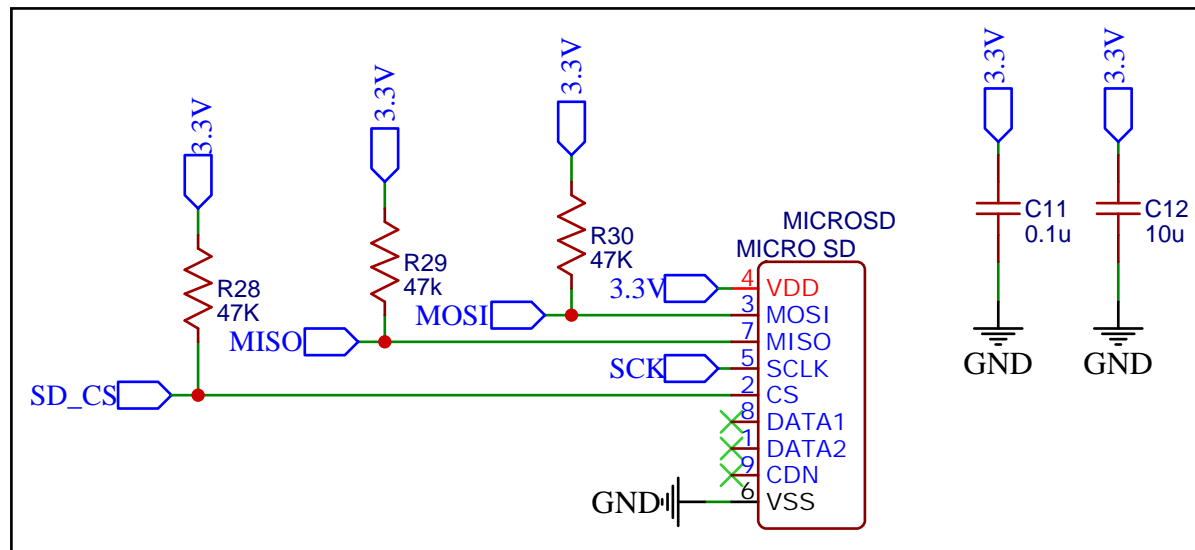 3.3V
3.3V
3.3V
3.3V
3.3V
R28
47K
R29
47k
R30
47K
C11
0.1u
C12
10u
GND
GND
MICROSD
MICRO SD
3.3V
4
VDD
MOSI
3
MOSI
MISO
7
MISO
SCK
5
SCLK
SD_CS
2
CS
8
DATA1
1
DATA2
9
CDN
GND
6
VSS